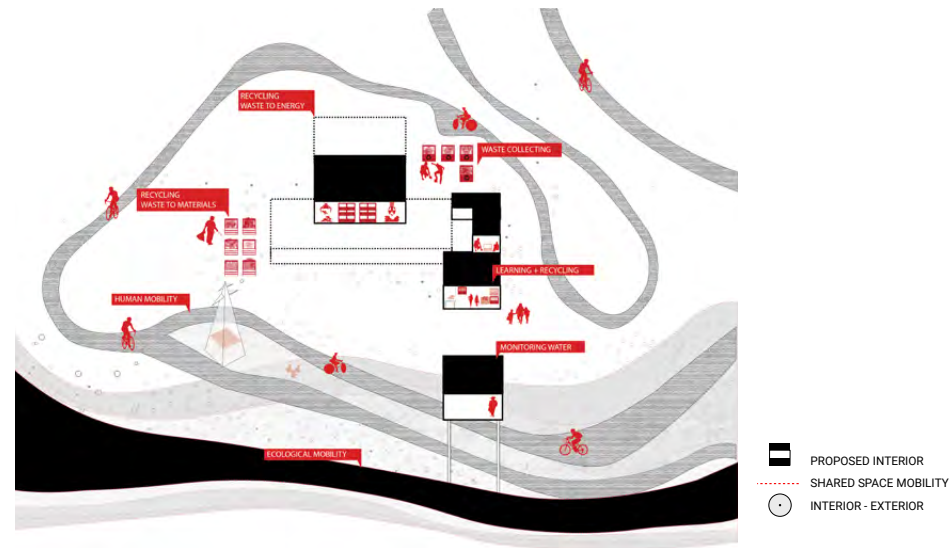 RECYCLING
WASTE TO ENERGY
WASTE COLLECTING
RECYCLING
WASTE TO MATERIALS
LEARNING + RECYCLING
HUMAN MOBILITY
MONITORING WATER
ECOLOGICAL MOBILITY
PROPOSED INTERIOR
SHARED SPACE MOBILITY
INTERIOR - EXTERIOR